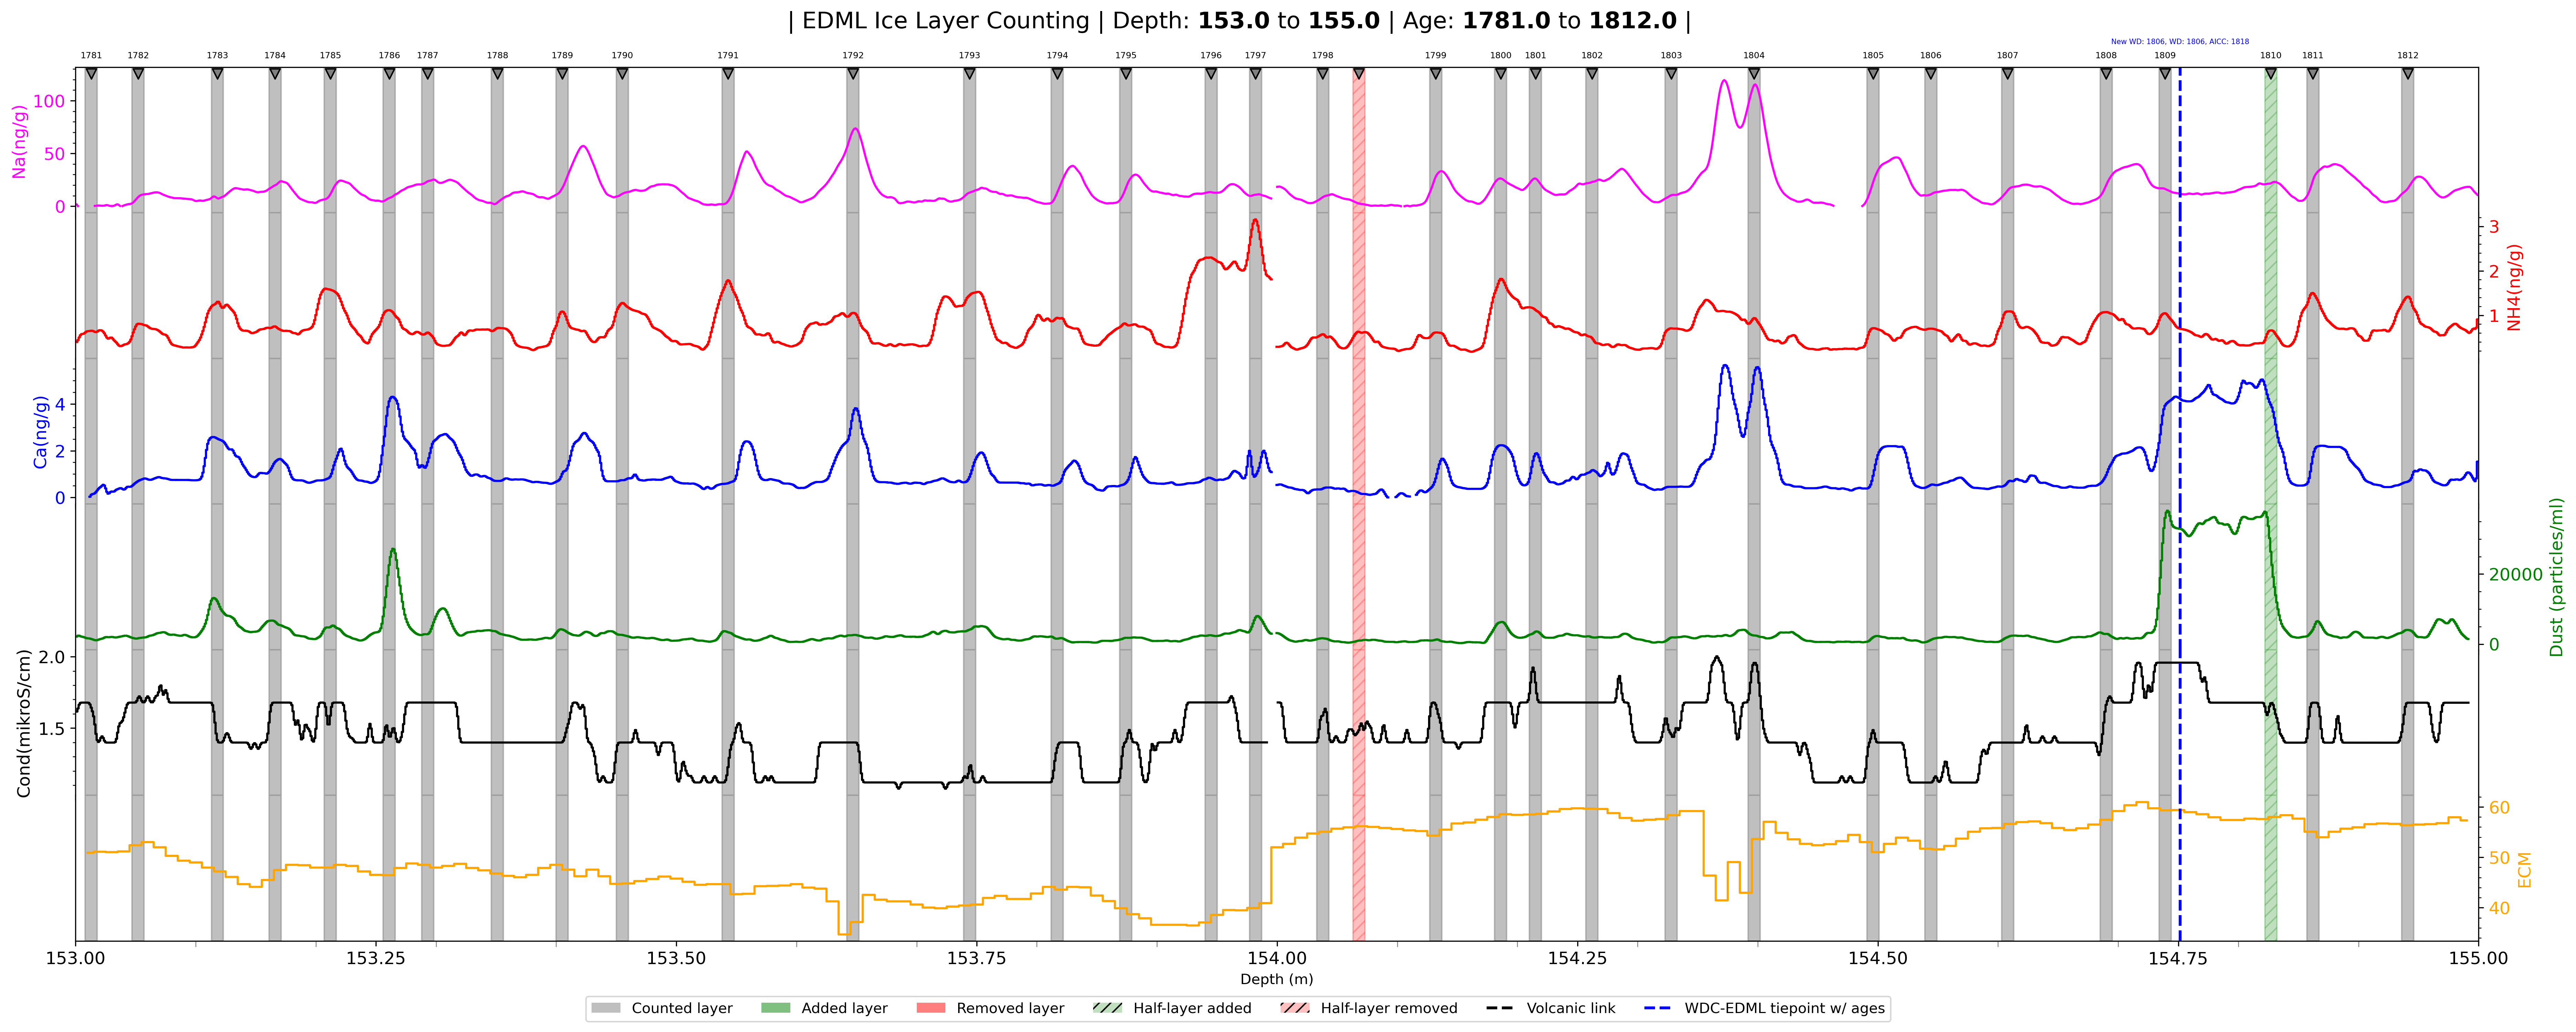 | EDML Ice Layer Counting | Depth: 153.0 to 155.0 | Age: 1781.0 to 1812.0 |
New WD: 1806, WD: 1806, AICC: 1818
1781 1782 1783 1784 1785 1786 1787 1788 1789 1790 1791 1792 1793 1794 1795 1796 1797 1798 1799 1800 1801 1802 1803 1804 1805 1806 1807 1808 1809 1810 1811 1812
Na(ng/g)
100
50
0
NH4(ng/g)
3
2
1
Ca(ng/g)
4
2
0
Dust (particles/ml)
20000
0
Cond(mikroS/cm)
2.0
1.5
ECM
60
50
40
153.00 153.25 153.50 153.75 154.00 154.25 154.50 154.75 155.00
Depth (m)
Counted layer Added layer Removed layer Half-layer added Half-layer removed Volcanic link WDC-EDML tiepoint w/ ages